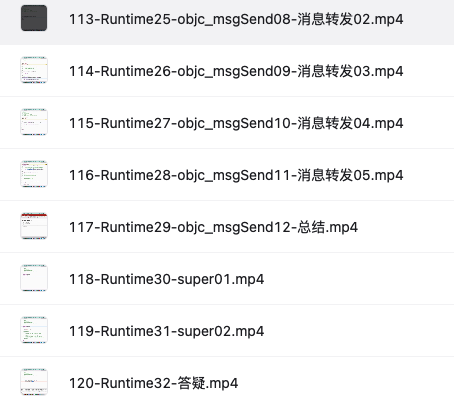 113-Runtime25-objc_msgSend08-消息转发02.mp4
114-Runtime26-objc_msgSend09-消息转发03.mp4
115-Runtime27-objc_msgSend10-消息转发04.mp4
116-Runtime28-objc_msgSend11-消息转发05.mp4
117-Runtime29-objc_msgSend12-总结.mp4
118-Runtime30-super01.mp4
119-Runtime31-super02.mp4
120-Runtime32-答疑.mp4